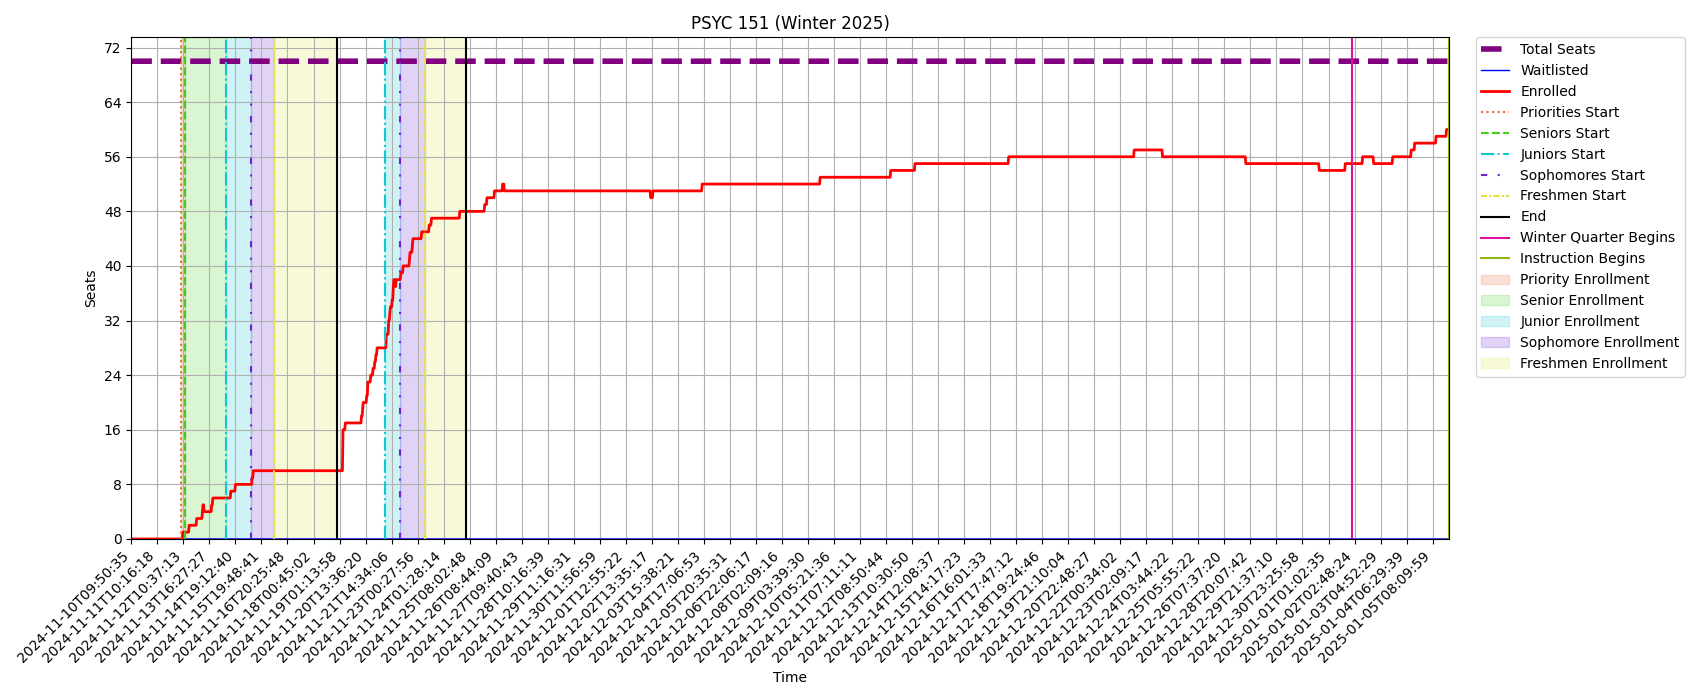 PSYC 151 (Winter 2025)
Seats
72
64
56
48
40
32
24
16
8
0
2024-11-10T09:50:35
2024-11-11T10:16:18
2024-11-12T10:37:13
2024-11-13T16:27:27
2024-11-14T19:12:40
2024-11-15T19:48:41
2024-11-16T20:25:48
2024-11-18T00:45:02
2024-11-19T01:13:58
2024-11-20T13:36:20
2024-11-21T14:34:06
2024-11-23T00:27:56
2024-11-24T01:28:14
2024-11-25T08:02:48
2024-11-26T08:44:09
2024-11-27T09:40:43
2024-11-28T10:16:39
2024-11-29T11:16:31
2024-11-30T11:56:59
2024-12-01T12:55:22
2024-12-02T13:35:17
2024-12-03T15:38:21
2024-12-04T17:06:53
2024-12-05T20:35:31
2024-12-06T22:06:17
2024-12-08T02:09:16
2024-12-09T03:39:30
2024-12-10T05:21:36
2024-12-11T07:11:11
2024-12-12T08:50:44
2024-12-13T10:30:50
2024-12-14T12:08:37
2024-12-15T14:17:23
2024-12-16T16:01:33
2024-12-17T17:47:12
2024-12-18T19:24:46
2024-12-19T21:10:04
2024-12-20T22:48:27
2024-12-22T00:34:02
2024-12-23T02:09:17
2024-12-24T03:44:22
2024-12-25T05:55:22
2024-12-26T07:37:20
2024-12-28T20:07:42
2024-12-29T21:37:10
2024-12-30T23:25:58
2025-01-01T01:02:35
2025-01-02T02:48:24
2025-01-03T04:52:29
2025-01-04T06:29:39
2025-01-05T08:09:59
Time
Total Seats
Waitlisted
Enrolled
Priorities Start
Seniors Start
Juniors Start
Sophomores Start
Freshmen Start
End
Winter Quarter Begins
Instruction Begins
Priority Enrollment
Senior Enrollment
Junior Enrollment
Sophomore Enrollment
Freshmen Enrollment